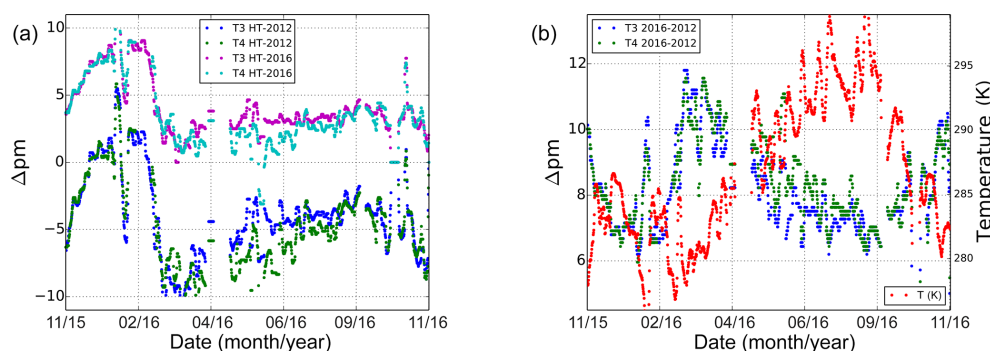 (a)
T3 HT-2012
T4 HT-2012
T3 HT-2016
T4 HT-2016
10
5
0
−5
−10
Δpm
11/15 02/16 04/16 06/16 09/16 11/16
Date (month/year)
(b)
T3 2016-2012
T4 2016-2012
12
10
8
6
Δpm
295
290
285
280
Temperature (K)
T (K)
11/15 02/16 04/16 06/16 09/16 11/16
Date (month/year)